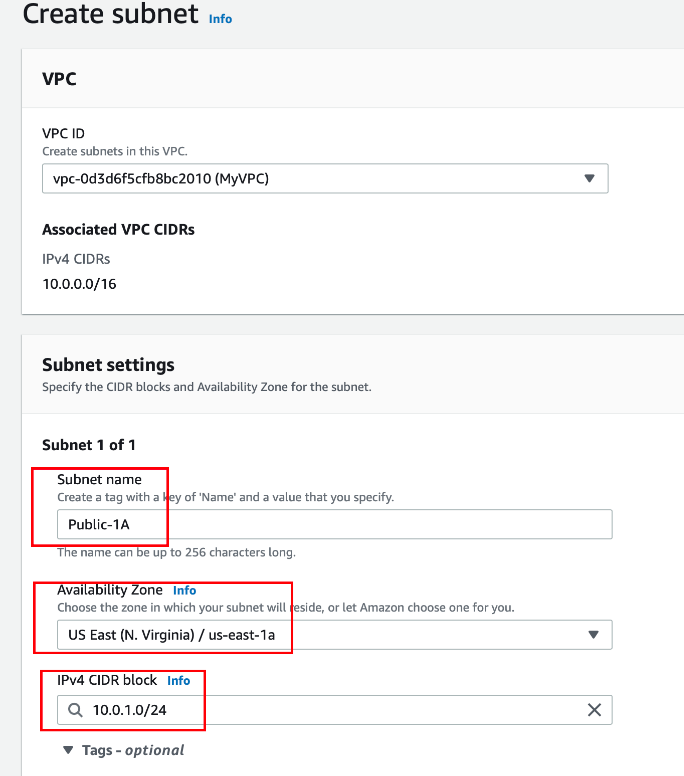 Create subnet Info
VPC
VPC ID
Create subnets in this VPC.
vpc-0d3d6f5cfb8bc2010 (MyVPC)
Associated VPC CIDRs
IPv4 CIDRs
10.0.0.0/16
Subnet settings
Specify the CIDR blocks and Availability Zone for the subnet.
Subnet 1 of 1
Subnet name
Create a tag with a key of 'Name' and a value that you specify.
Public-1A
The name can be up to 256 characters long.
Availability Zone Info
Choose the zone in which your subnet will reside, or let Amazon choose one for you.
US East (N. Virginia) / us-east-1a
IPv4 CIDR block Info
10.0.1.0/24
Tags - optional